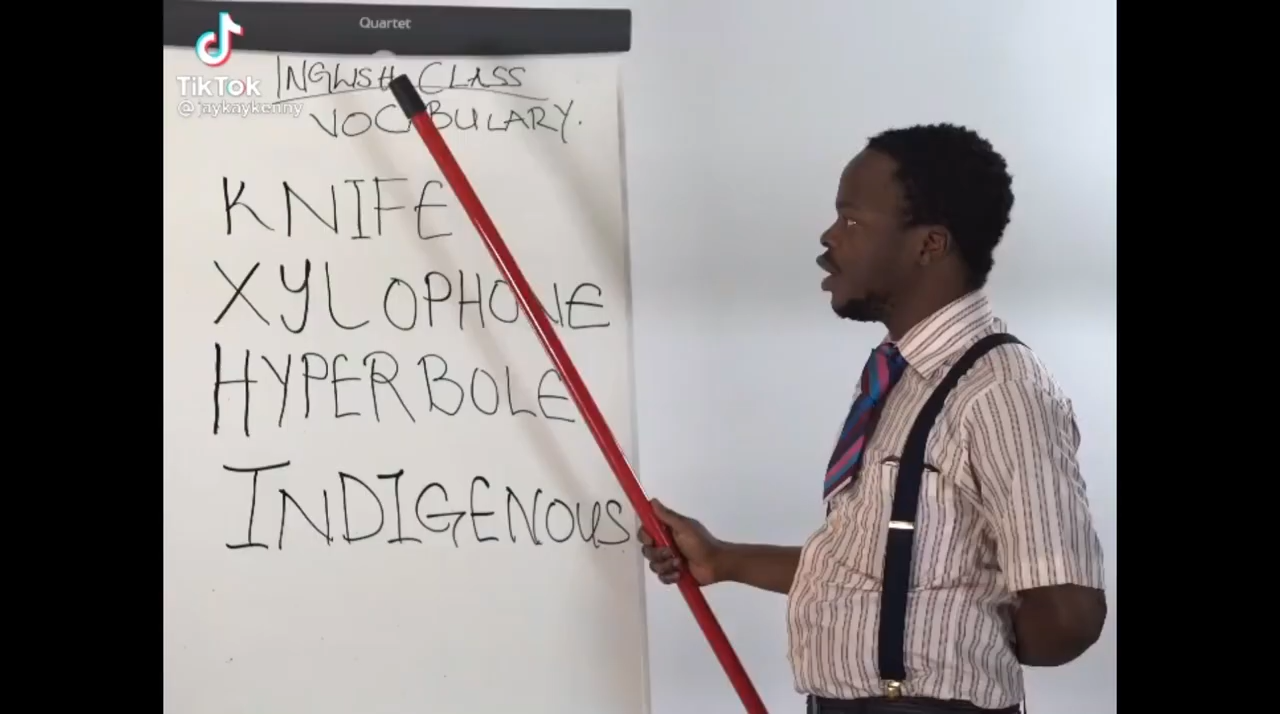 Quartet
TikTok
@jaykaykenny
INGLISH CLASS
VOCABULARY.
KNIFE
XYLOPHONE
HYPERBOLE
INDIGENOUS